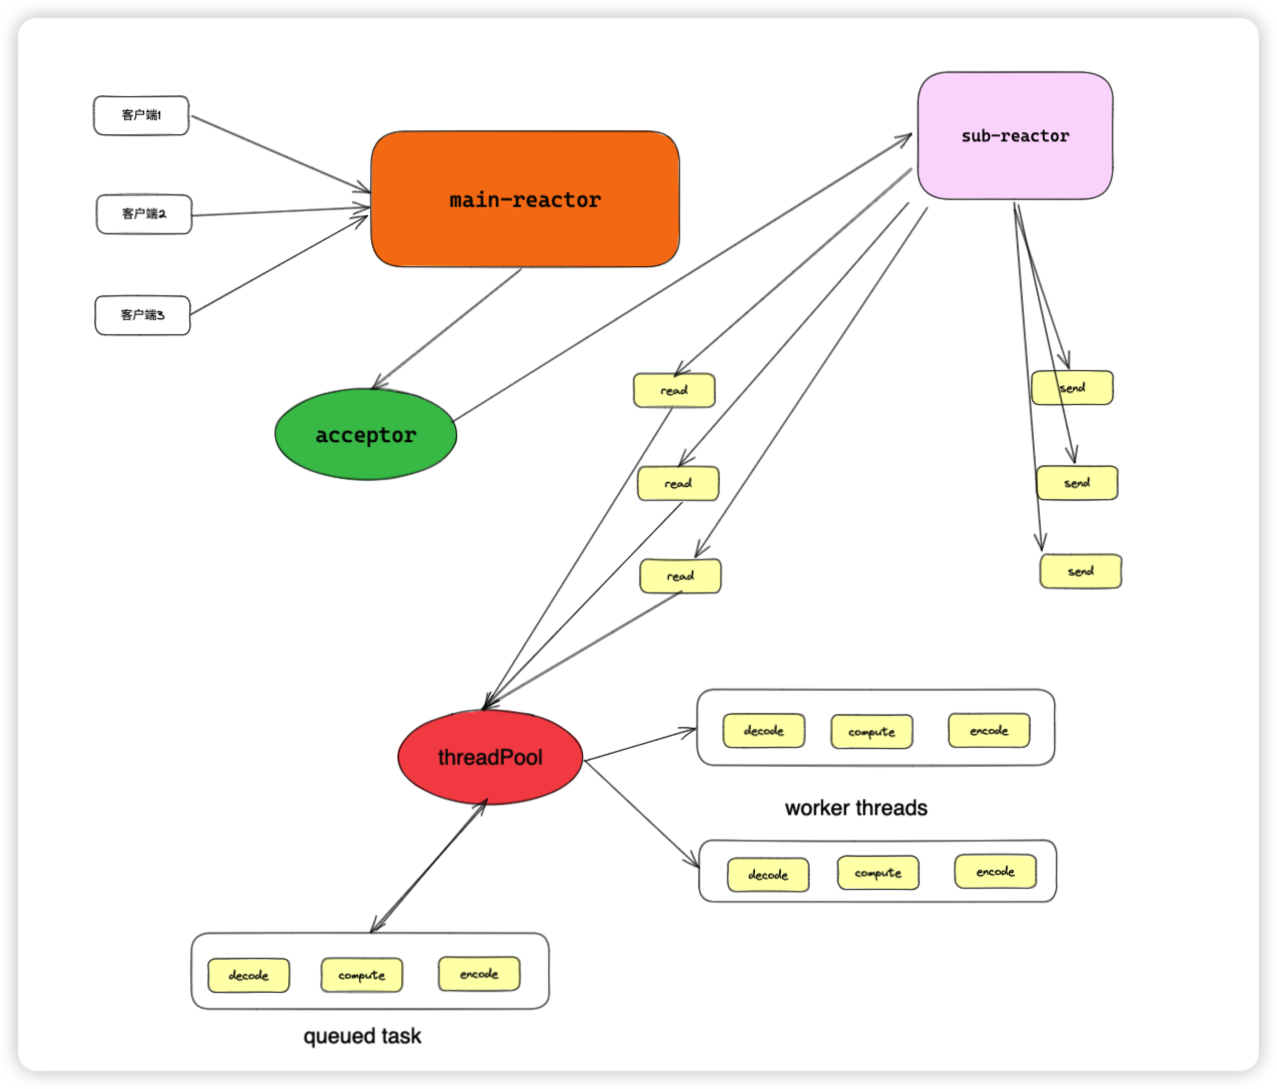 客户端1
客户端2
客户端3
main-reactor
sub-reactor
acceptor
read
read
read
send
send
send
threadPool
decode compute encode
worker threads
decode compute encode
decode compute encode
queued task